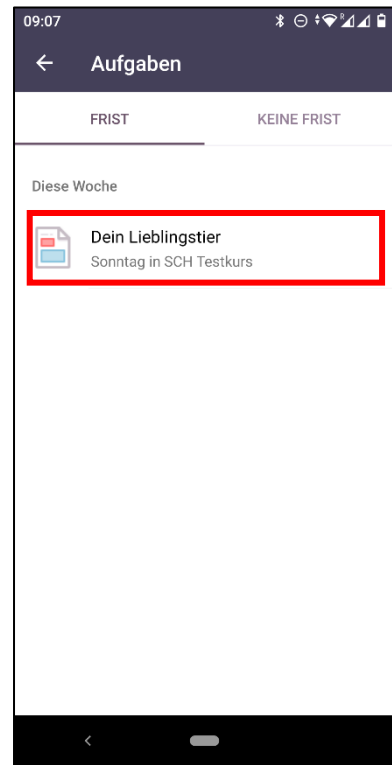 09:07
Aufgaben
FRIST
KEINE FRIST
Diese Woche
Dein Lieblingstier
Sonntag in SCH Testkurs